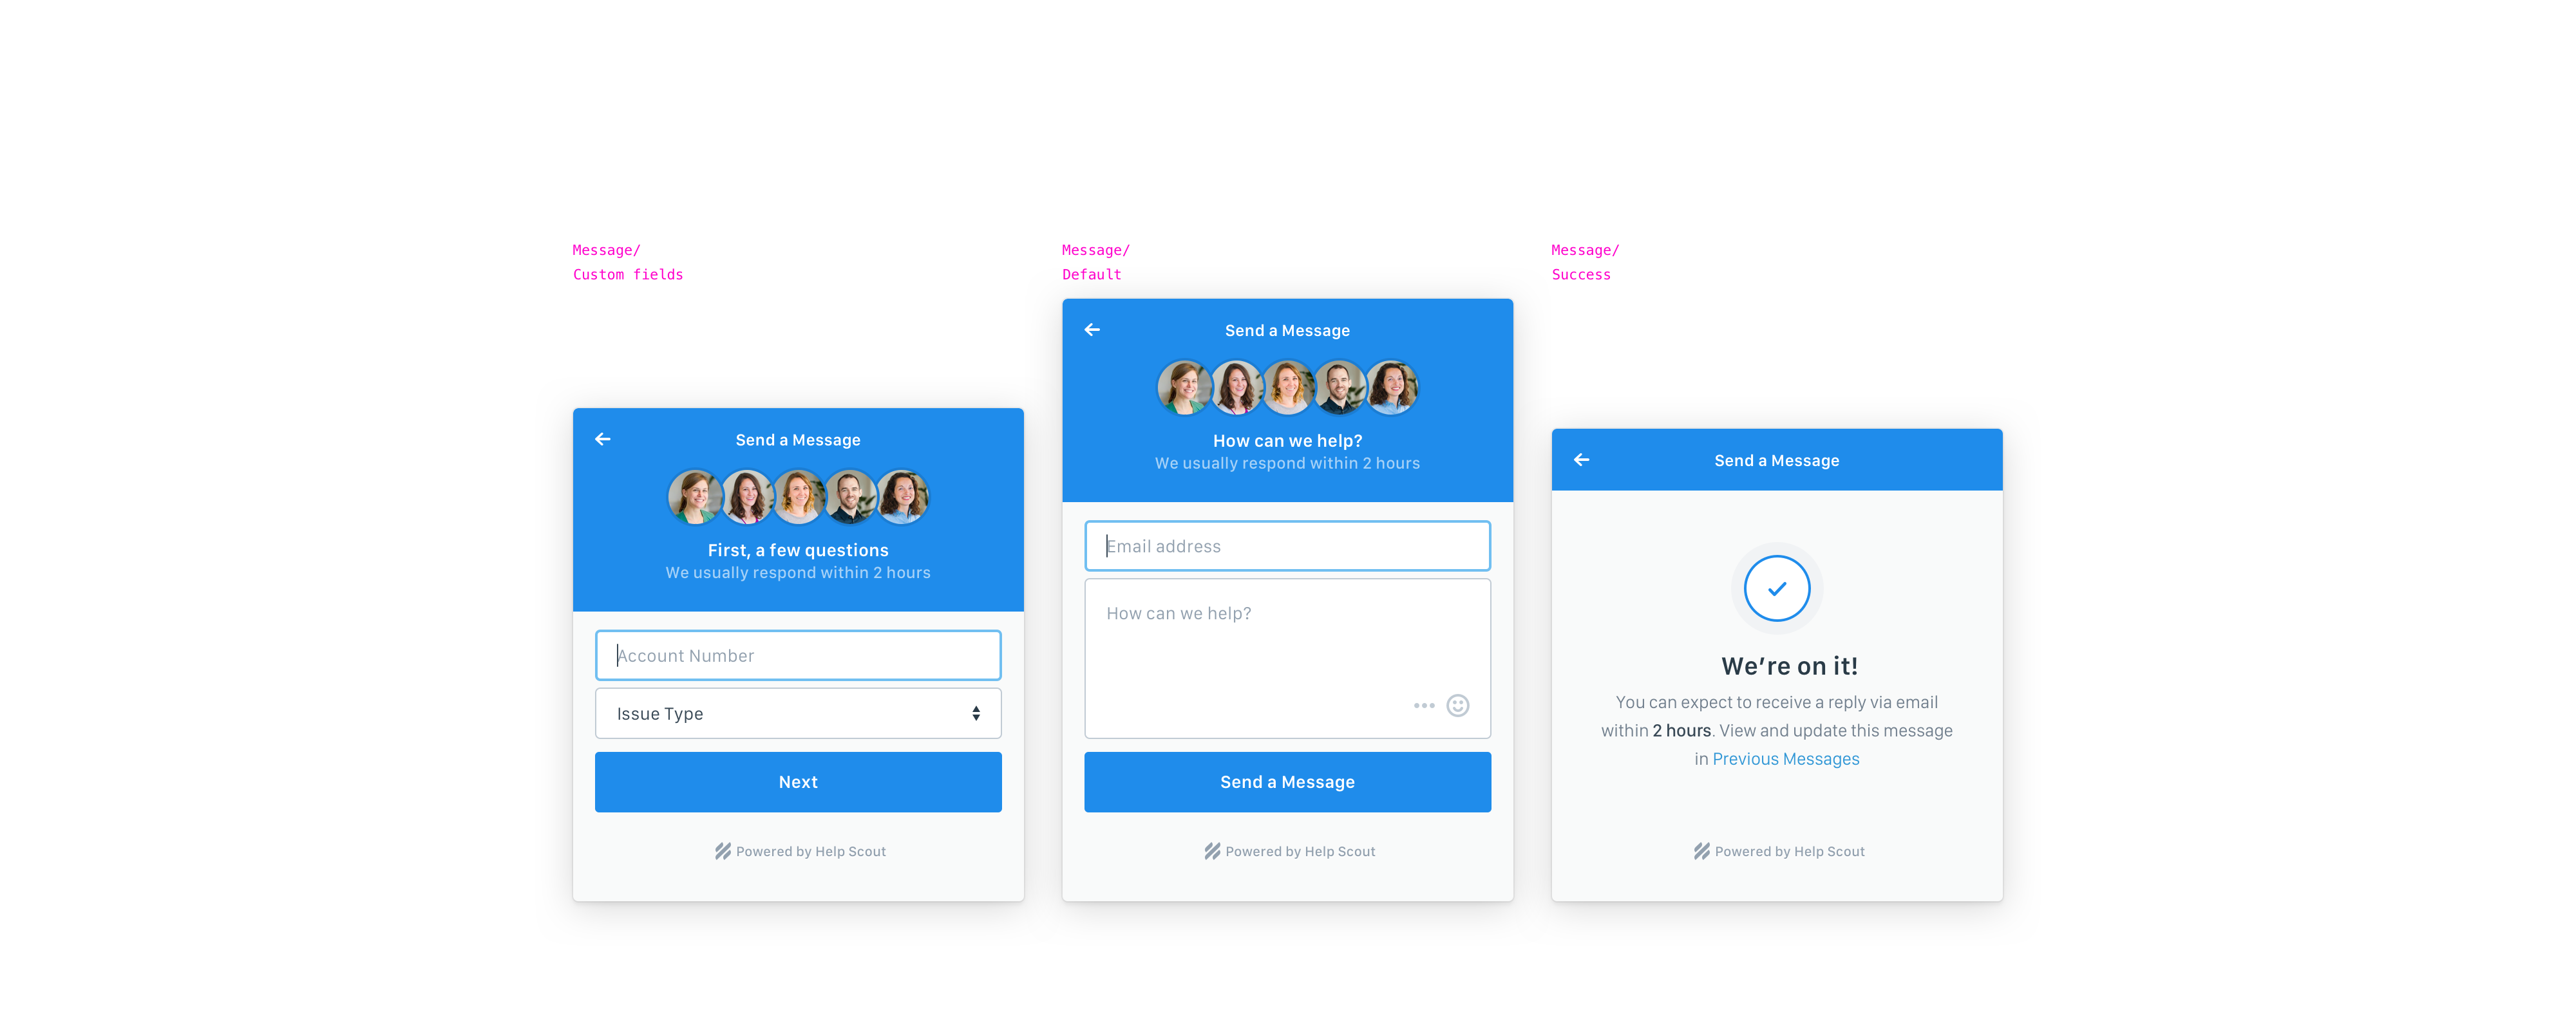 Message/
Custom fields
Send a Message
First, a few questions
We usually respond within 2 hours
Account Number
Issue Type
Next
Powered by Help Scout
Message/
Default
Send a Message
How can we help?
We usually respond within 2 hours
Email address
How can we help?
Send a Message
Powered by Help Scout
Message/
Success
Send a Message
We’re on it!
You can expect to receive a reply via email
within 2 hours. View and update this message
in Previous Messages
Powered by Help Scout